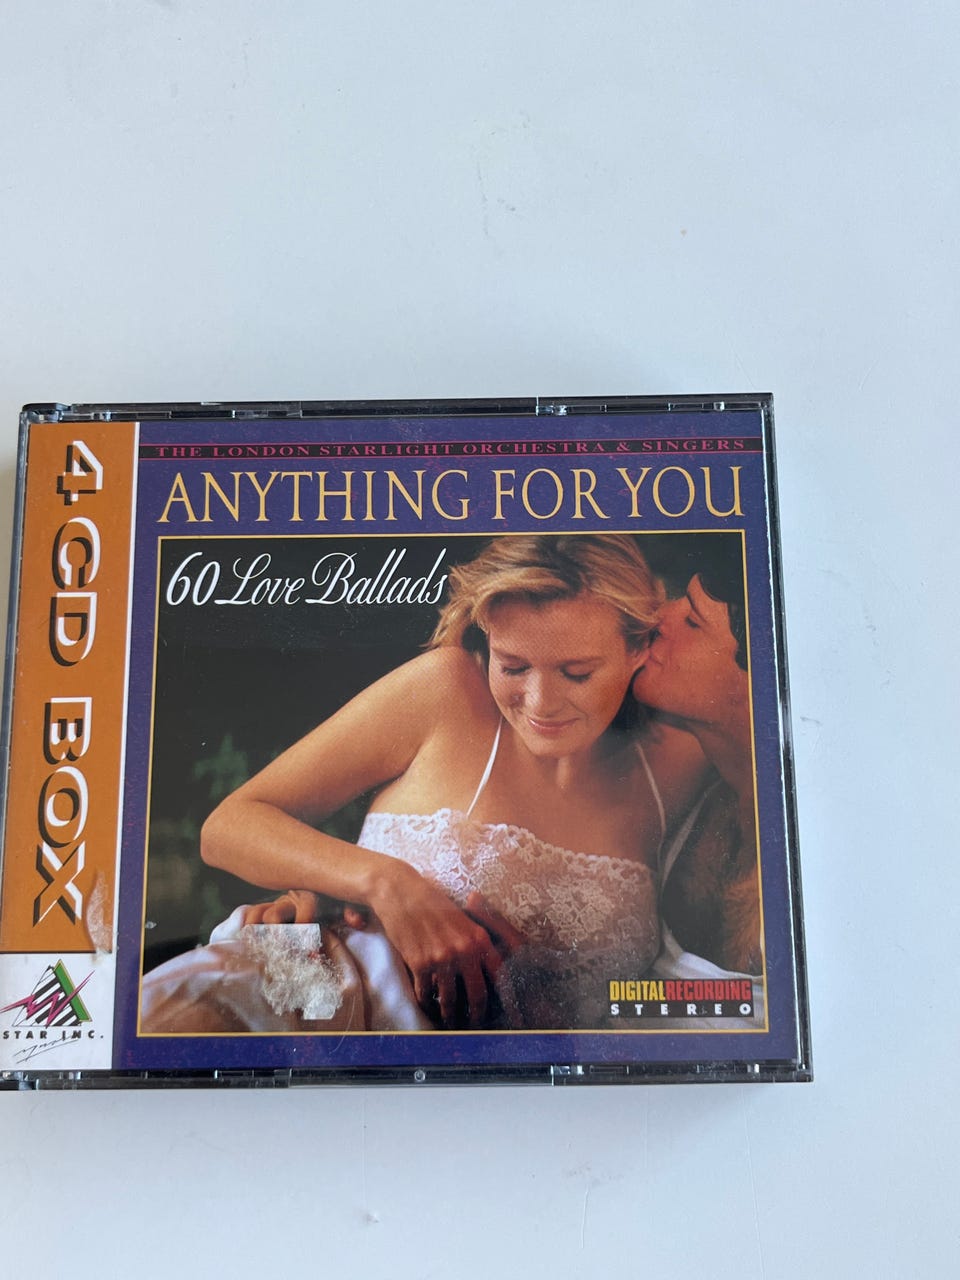 4 CD BOX
STAR INC.
THE LONDON STARLIGHT ORCHESTRA & SINGERS
ANYTHING FOR YOU
60 Love Ballads
DIGITAL RECORDING
STEREO